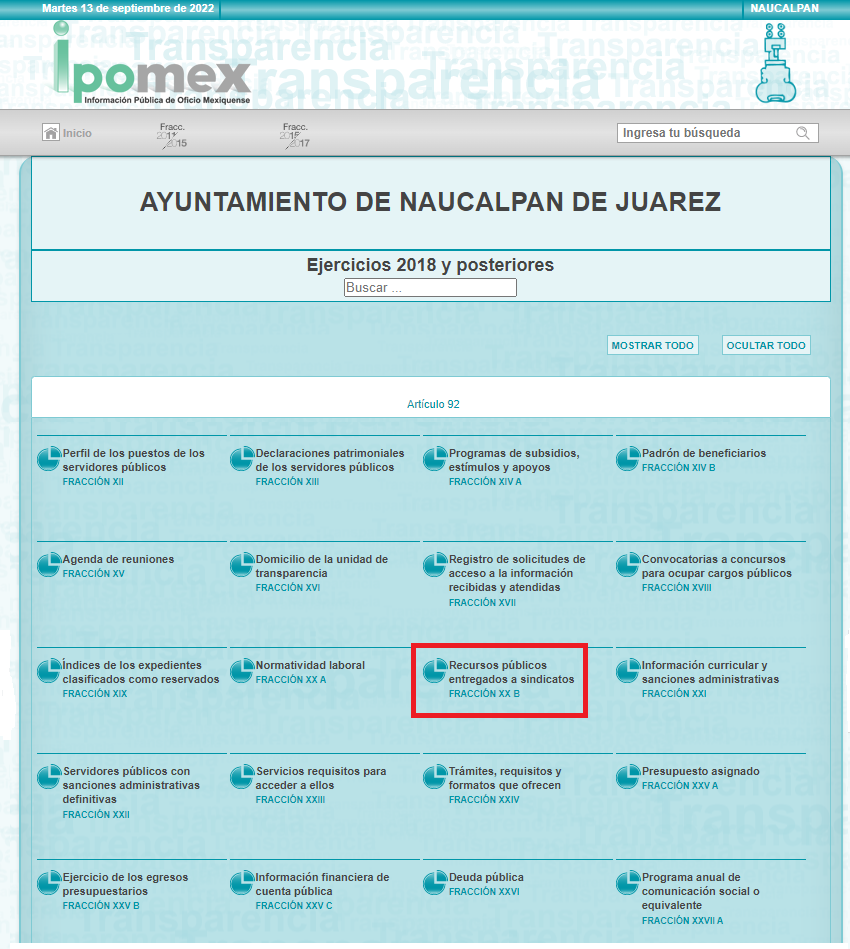 Martes 13 de septiembre de 2022
NAUCALPAN
ipomex
Información Pública de Oficio Mexiquense
Inicio
Fracc.
2015
Fracc.
2017
Ingresa tu búsqueda
AYUNTAMIENTO DE NAUCALPAN DE JUAREZ
Ejercicios 2018 y posteriores
Buscar ...
MOSTRAR TODO
OCULTAR TODO
Artículo 92
Perfil de los puestos de los
servidores públicos
FRACCIÓN XII
Declaraciones patrimoniales
de los servidores públicos
FRACCIÓN XIII
Programas de subsidios,
estímulos y apoyos
FRACCIÓN XIV A
Padrón de beneficiarios
FRACCIÓN XIV B
Agenda de reuniones
FRACCIÓN XV
Domicilio de la unidad de
transparencia
FRACCIÓN XVI
Registro de solicitudes de
acceso a la información
recibidas y atendidas
FRACCIÓN XVII
Convocatorias a concursos
para ocupar cargos públicos
FRACCIÓN XVIII
Índices de los expedientes
clasificados como reservados
FRACCIÓN XIX
Normatividad laboral
FRACCIÓN XX A
Recursos públicos
entregados a sindicatos
FRACCIÓN XX B
Información curricular y
sanciones administrativas
FRACCIÓN XXI
Servidores públicos con
sanciones administrativas
definitivas
FRACCIÓN XXII
Servicios requisitos para
acceder a ellos
FRACCIÓN XXIII
Trámites, requisitos y
formatos que ofrecen
FRACCIÓN XXIV
Presupuesto asignado
FRACCIÓN XXV A
Ejercicio de los egresos
presupuestarios
FRACCIÓN XXV B
Información financiera de
cuenta pública
FRACCIÓN XXV C
Deuda pública
FRACCIÓN XXVI
Programa anual de
comunicación social o
equivalente
FRACCIÓN XXVII A